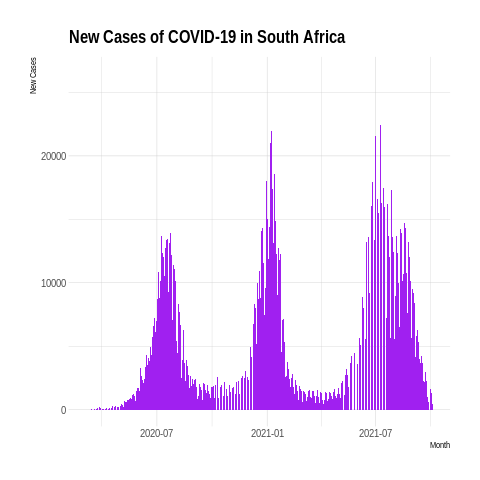 New Cases of COVID-19 in South Africa
New Cases
20000
10000
0
2020-07 2021-01 2021-07
Month